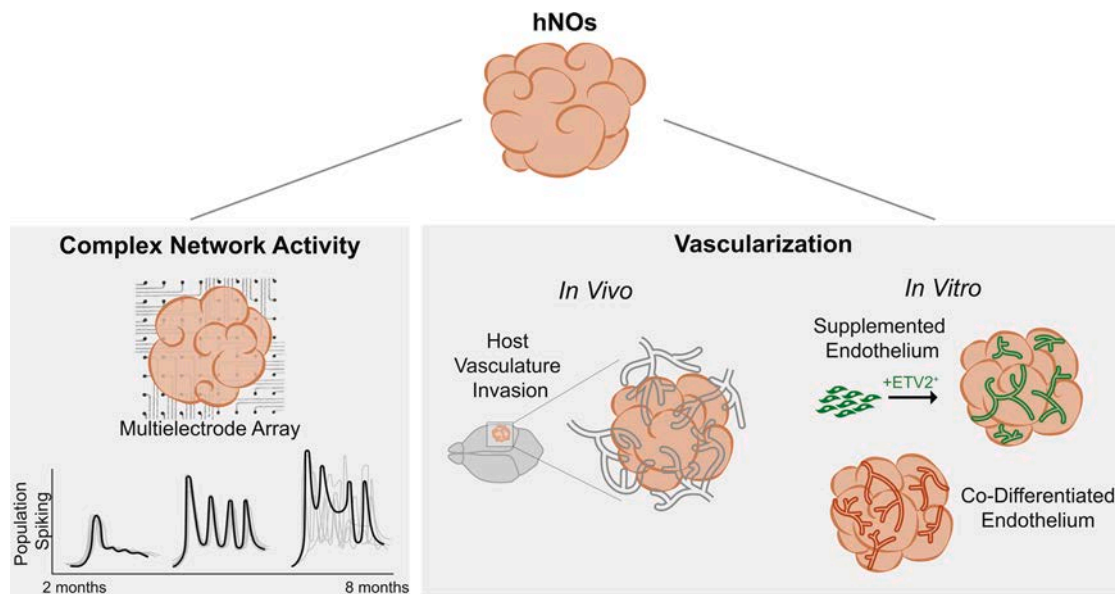 hNOs
Complex Network Activity
Multielectrode Array
Population
Spiking
2 months
8 months
Vascularization
In Vivo
Host
Vasculature
Invasion
In Vitro
Supplemented
Endothelium
+ETV2⁺
Co-Differentiated
Endothelium